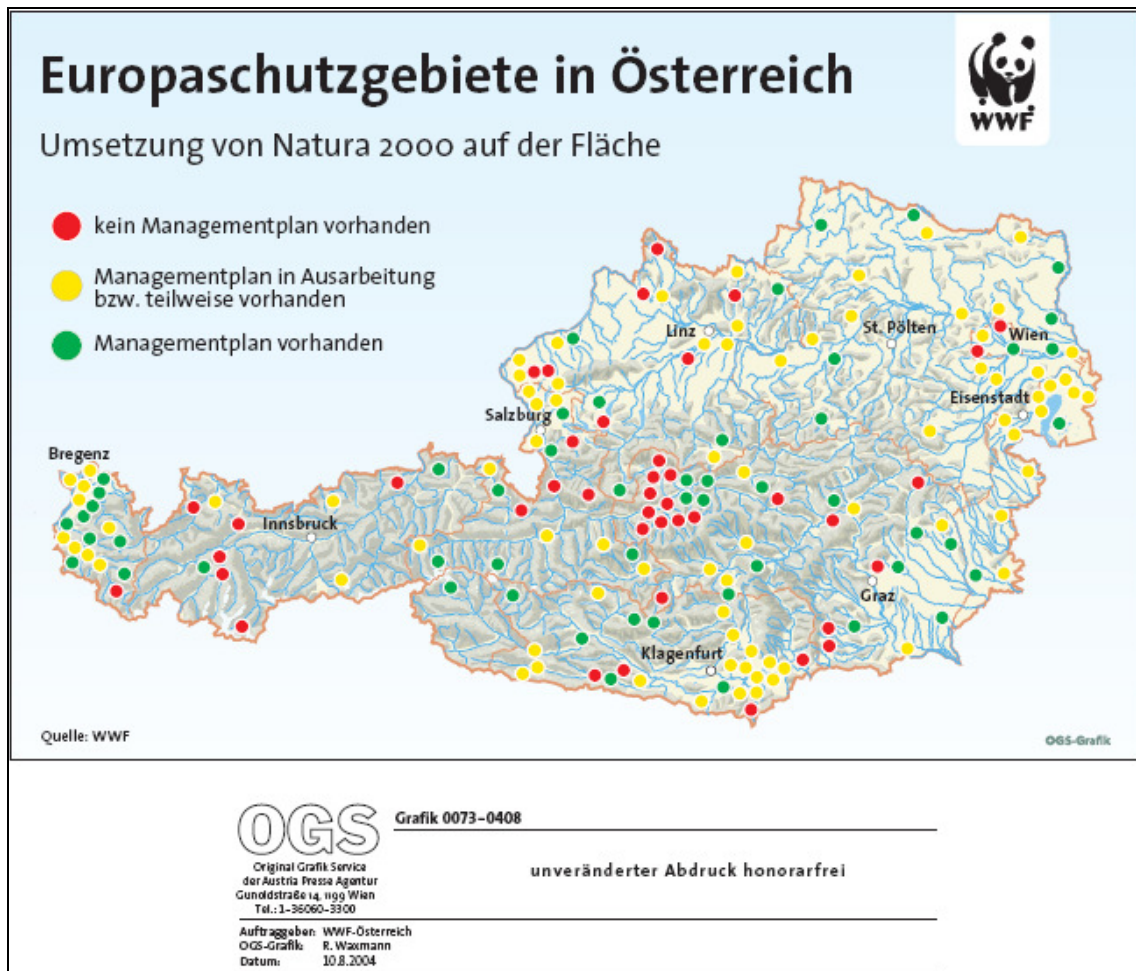 Europaschutzgebiete in Österreich
WWF
Umsetzung von Natura 2000 auf der Fläche
kein Managementplan vorhanden
Managementplan in Ausarbeitung
bzw. teilweise vorhanden
Managementplan vorhanden
Linz
St. Pölten
Wien
Eisenstadt
Salzburg
Bregenz
Innsbruck
Graz
Klagenfurt
Quelle: WWF
OGS-Grafik
OGS
Grafik 0073-0408
Original Grafik Service
der Austria Presse Agentur
Gunoldstraße 14, 1199 Wien
Tel.: 1-36060-3300
unveränderter Abdruck honorarfrei
Auftraggeber: WWF-Österreich
OGS-Grafik: R. Waxmann
Datum: 10.8.2004